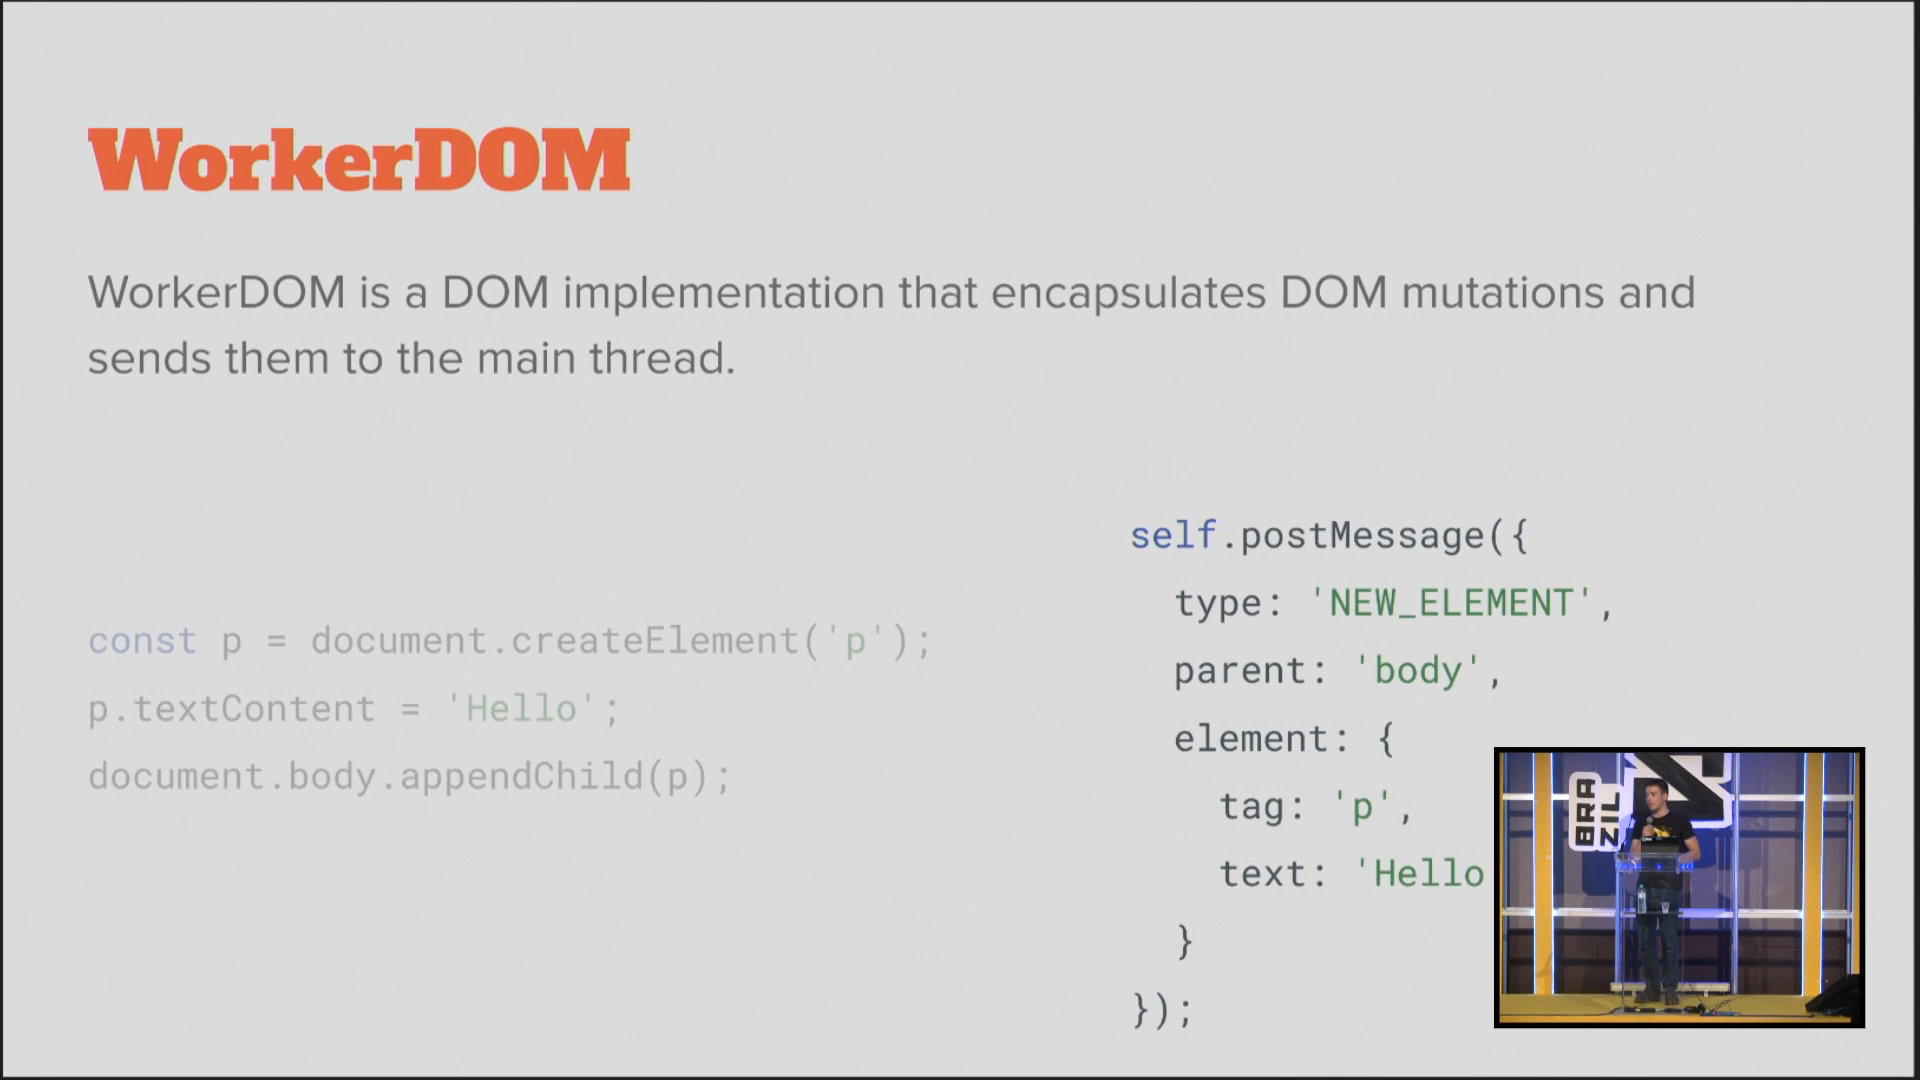 WorkerDOM
WorkerDOM is a DOM implementation that encapsulates DOM mutations and
sends them to the main thread.
const p = document.createElement('p');
p.textContent = 'Hello';
document.body.appendChild(p);
self.postMessage({
type: 'NEW_ELEMENT',
parent: 'body',
element: {
tag: 'p',
text: 'Hello
}
});
BRA
ZIL